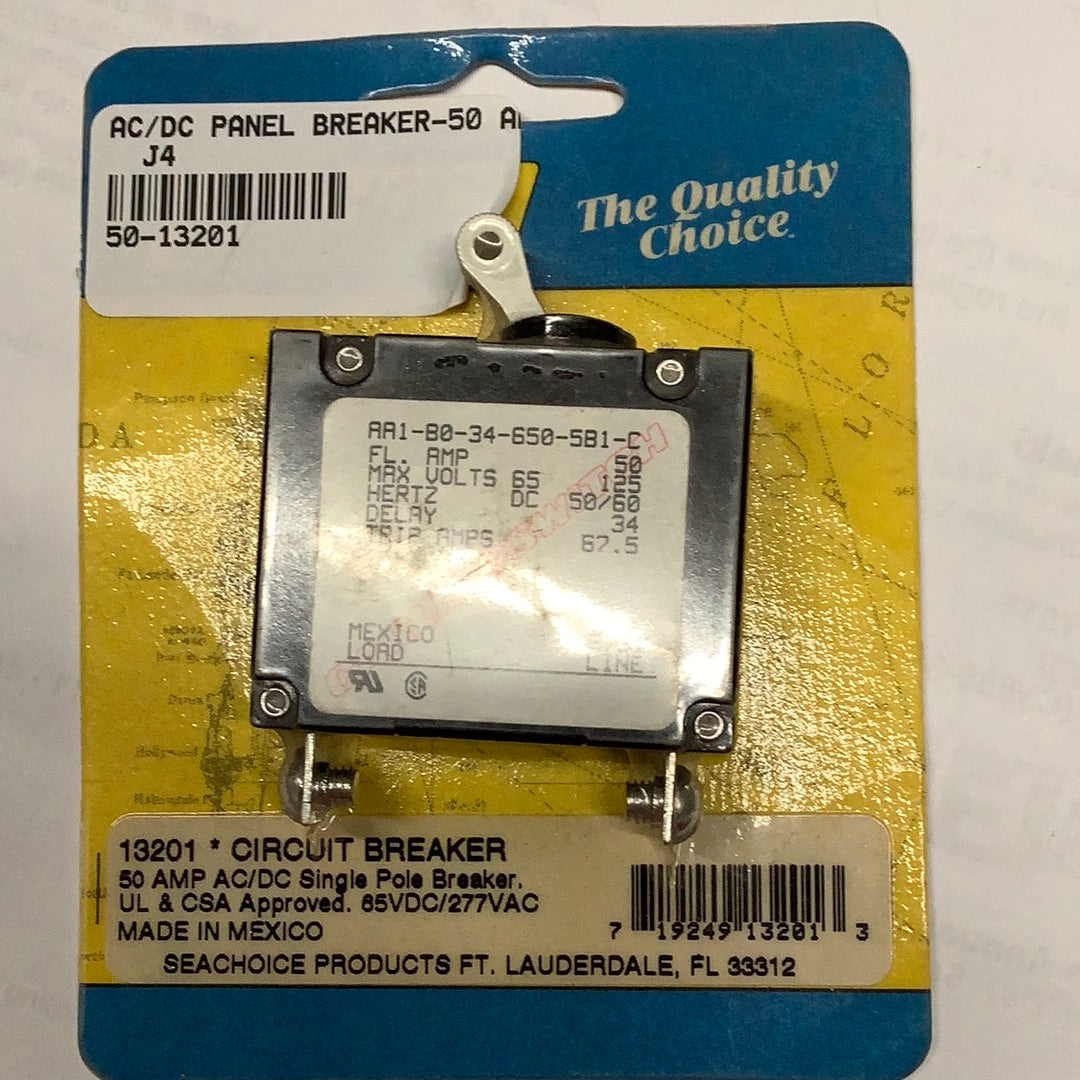 AC/DC PANEL BREAKER-50 A
J4
50-13201
The Quality
Choice
AA1-B0-34-650-5B1-C
FL. AMP 50
MAX VOLTS 65 125
HERTZ DC 50/60
DELAY 34
TRIP AMPS 67.5
MEXICO
LOAD LINE
13201 * CIRCUIT BREAKER
50 AMP AC/DC Single Pole Breaker.
UL & CSA Approved. 65VDC/277VAC
MADE IN MEXICO
7 19249 13201 3
SEACHOICE PRODUCTS FT. LAUDERDALE, FL 33312